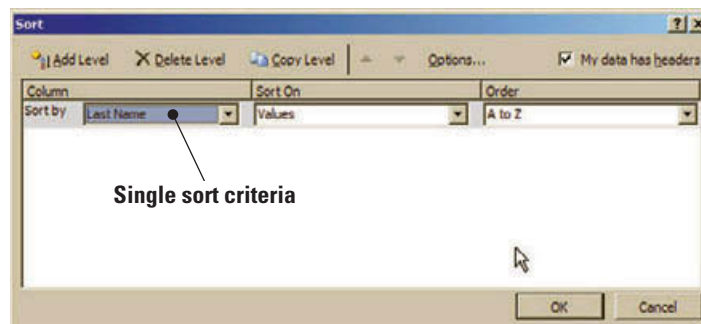 Sort
Add Level Delete Level Copy Level Options... My data has headers
Column Sort On Order
Sort by Last Name Values A to Z
Single sort criteria
OK Cancel